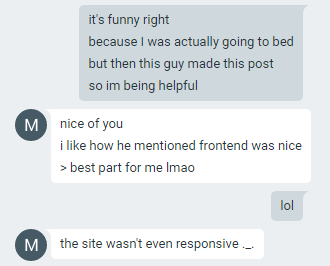 it's funny right
because I was actually going to bed
but then this guy made this post
so im being helpful
M
nice of you
i like how he mentioned frontend was nice
> best part for me lmao
lol
M
the site wasn't even responsive ._.